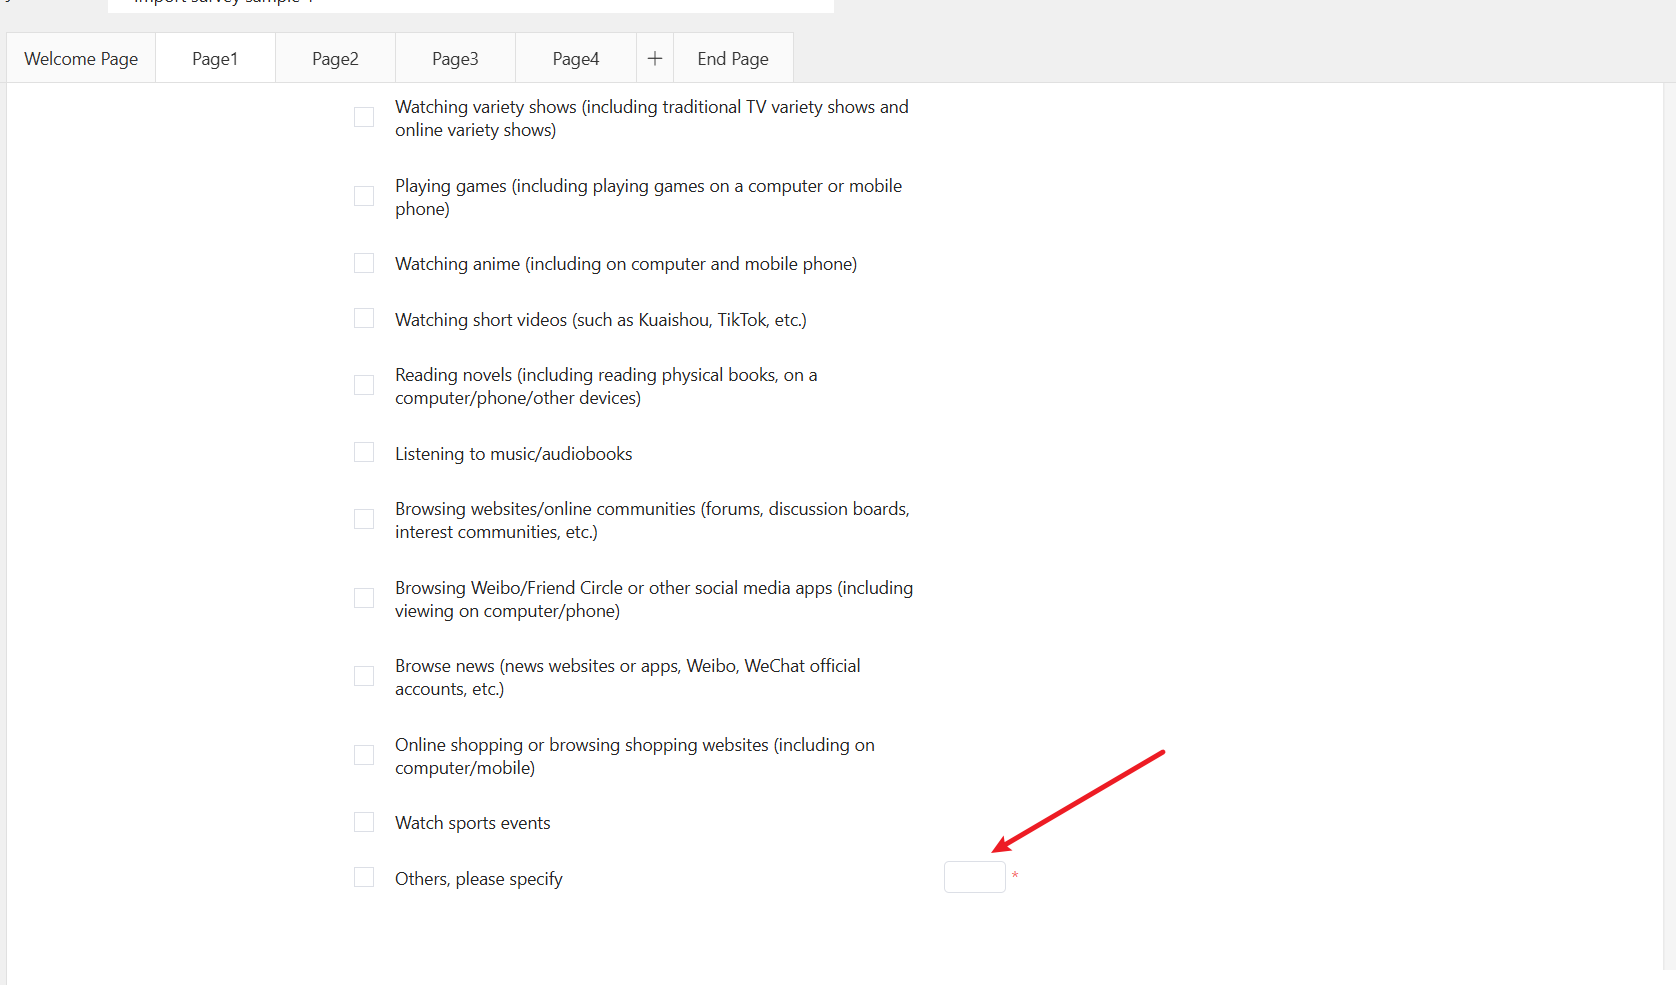 Import survey sample
Welcome Page
Page1
Page2
Page3
Page4
+
End Page
Watching variety shows (including traditional TV variety shows and
online variety shows)
Playing games (including playing games on a computer or mobile
phone)
Watching anime (including on computer and mobile phone)
Watching short videos (such as Kuaishou, TikTok, etc.)
Reading novels (including reading physical books, on a
computer/phone/other devices)
Listening to music/audiobooks
Browsing websites/online communities (forums, discussion boards,
interest communities, etc.)
Browsing Weibo/Friend Circle or other social media apps (including
viewing on computer/phone)
Browse news (news websites or apps, Weibo, WeChat official
accounts, etc.)
Online shopping or browsing shopping websites (including on
computer/mobile)
Watch sports events
Others, please specify
*